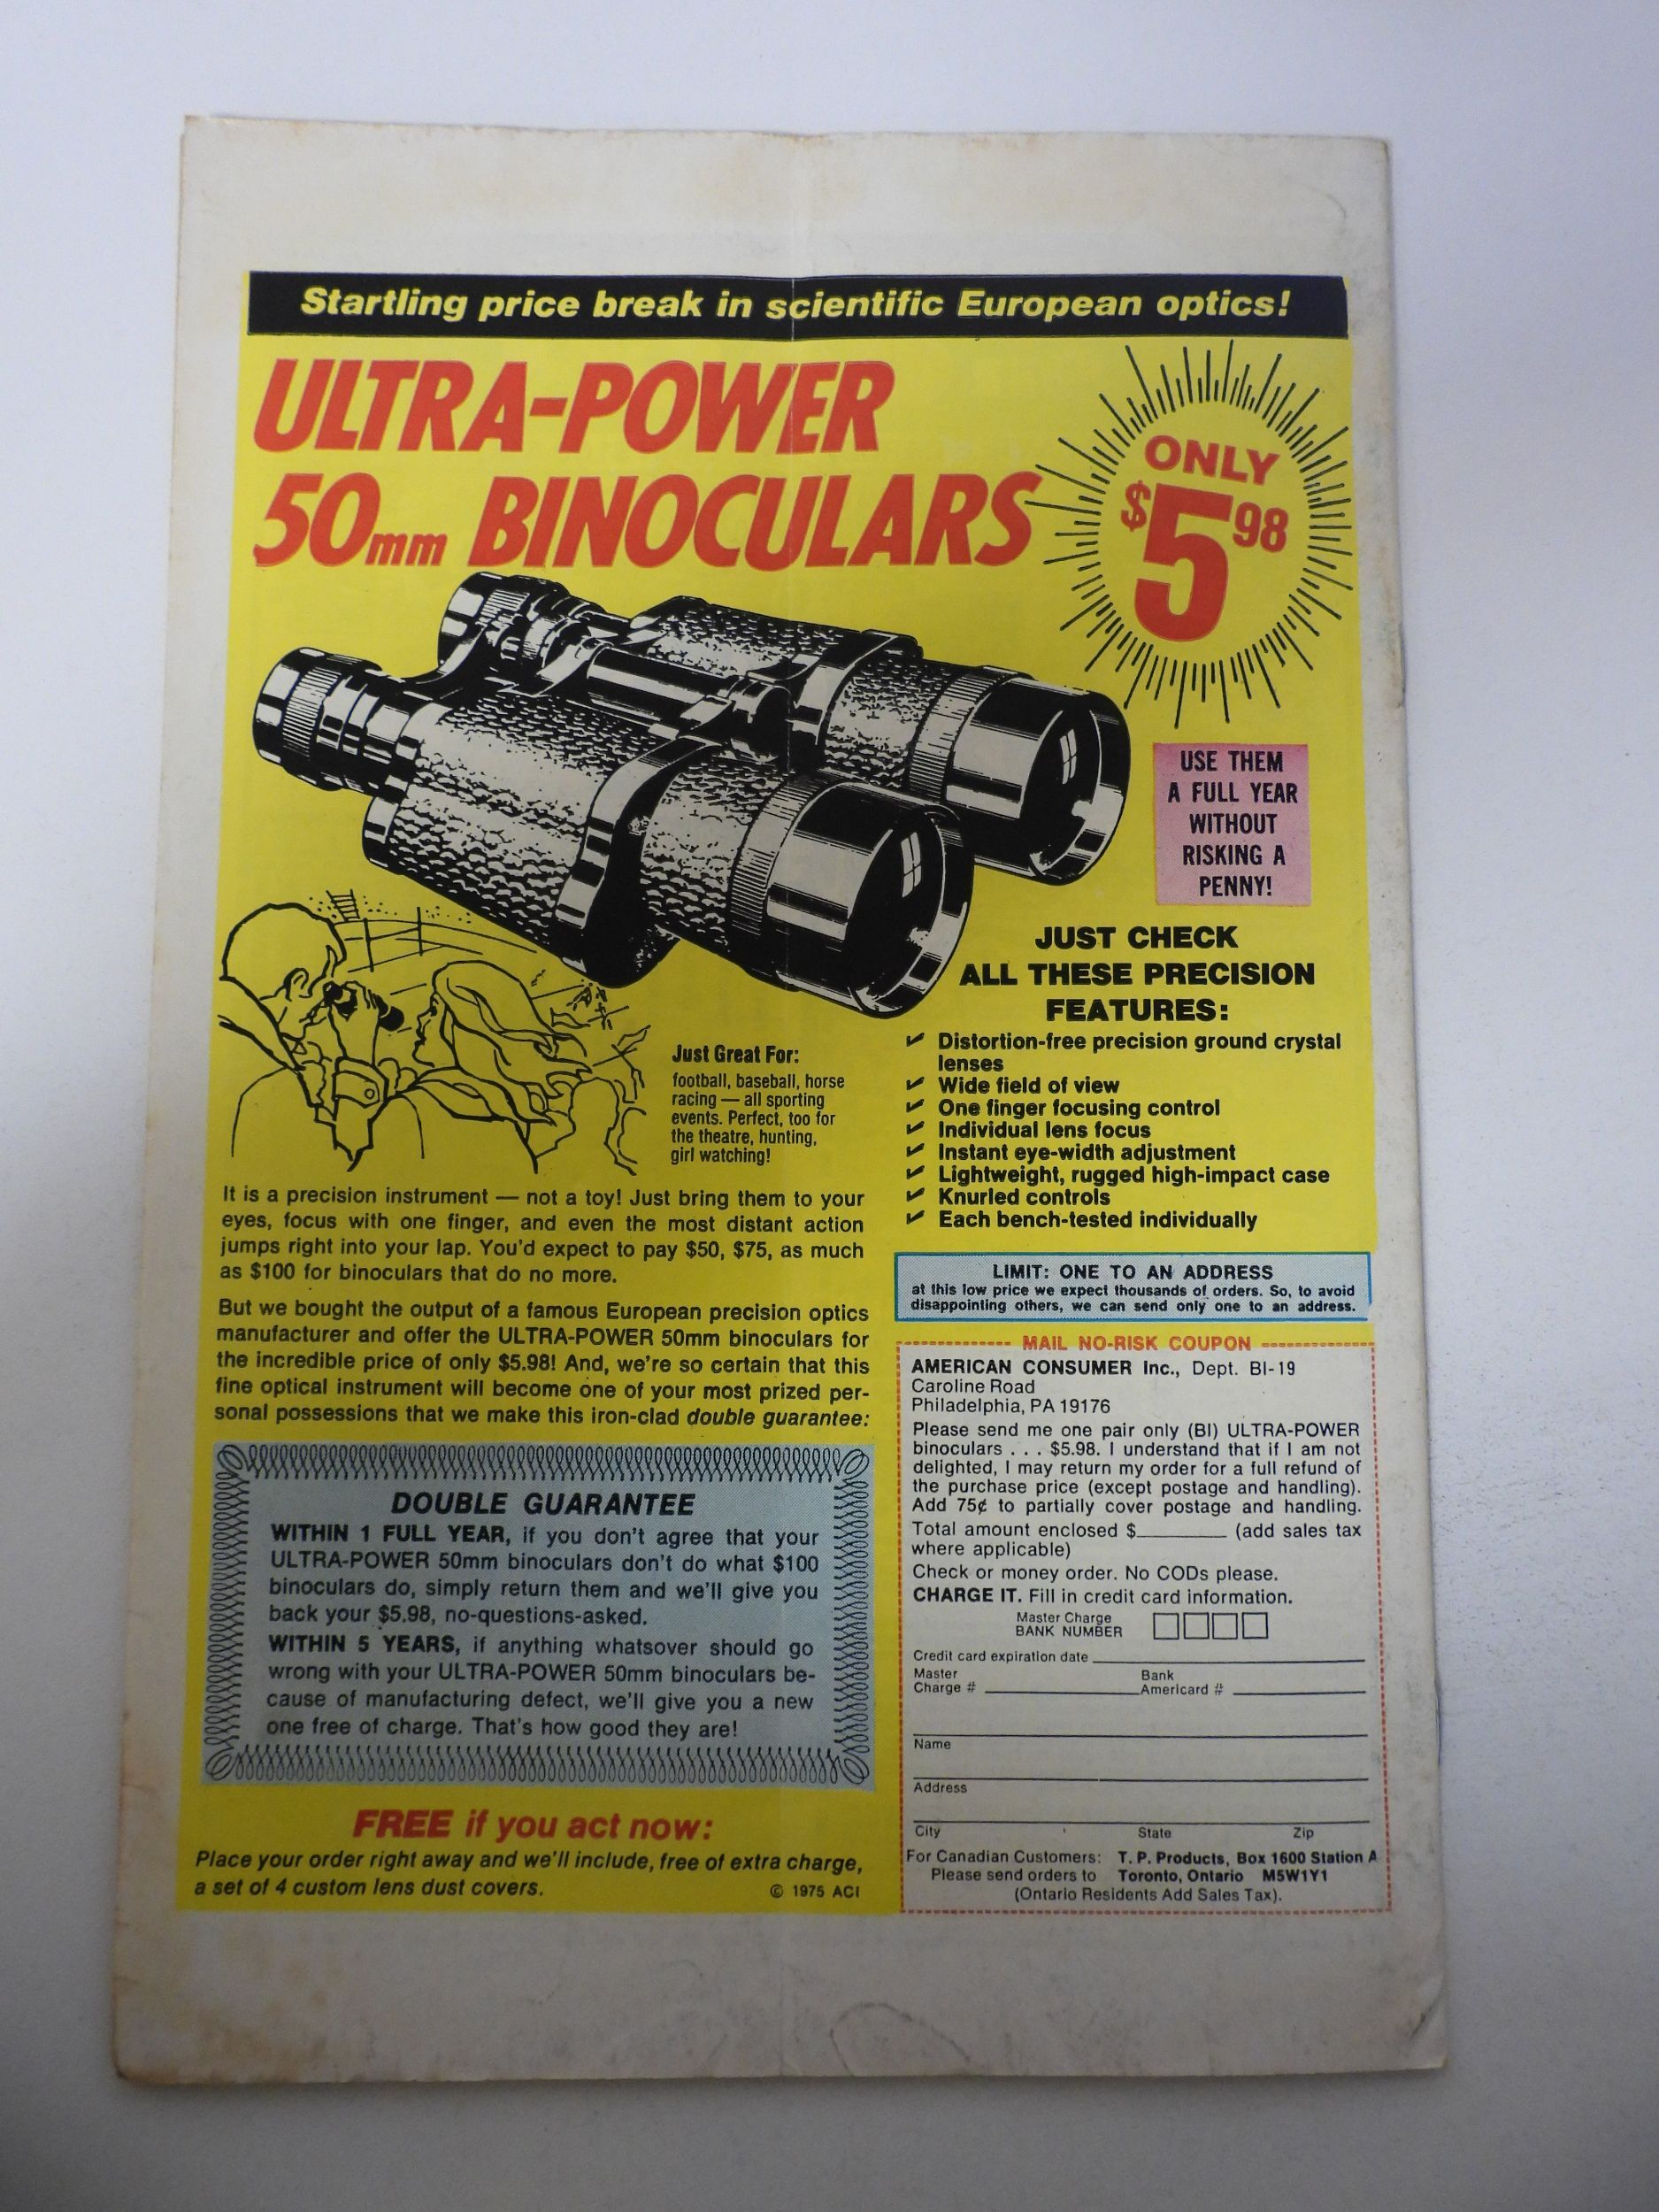 Startling price break in scientific European optics!
ULTRA-POWER
50mm BINOCULARS
ONLY
$5 98
USE THEM
A FULL YEAR
WITHOUT
RISKING A
PENNY!
JUST CHECK
ALL THESE PRECISION
FEATURES:
✔ Distortion-free precision ground crystal
lenses
✔ Wide field of view
✔ One finger focusing control
✔ Individual lens focus
✔ Instant eye-width adjustment
✔ Lightweight, rugged high-impact case
✔ Knurled controls
✔ Each bench-tested individually
Just Great For:
football, baseball, horse
racing — all sporting
events. Perfect, too for
the theatre, hunting,
girl watching!
It is a precision instrument — not a toy! Just bring them to your
eyes, focus with one finger, and even the most distant action
jumps right into your lap. You'd expect to pay $50, $75, as much
as $100 for binoculars that do no more.
But we bought the output of a famous European precision optics
manufacturer and offer the ULTRA-POWER 50mm binoculars for
the incredible price of only $5.98! And, we're so certain that this
fine optical instrument will become one of your most prized per-
sonal possessions that we make this iron-clad double guarantee:
DOUBLE GUARANTEE
WITHIN 1 FULL YEAR, if you don't agree that your
ULTRA-POWER 50mm binoculars don't do what $100
binoculars do, simply return them and we'll give you
back your $5.98, no-questions-asked.
WITHIN 5 YEARS, if anything whatsover should go
wrong with your ULTRA-POWER 50mm binoculars be-
cause of manufacturing defect, we'll give you a new
one free of charge. That's how good they are!
FREE if you act now:
Place your order right away and we'll include, free of extra charge,
a set of 4 custom lens dust covers.
© 1975 ACI
LIMIT: ONE TO AN ADDRESS
at this low price we expect thousands of orders. So, to avoid
disappointing others, we can send only one to an address.
MAIL NO-RISK COUPON
AMERICAN CONSUMER Inc., Dept. BI-19
Caroline Road
Philadelphia, PA 19176
Please send me one pair only (BI) ULTRA-POWER
binoculars . . . $5.98. I understand that if I am not
delighted, I may return my order for a full refund of
the purchase price (except postage and handling).
Add 75¢ to partially cover postage and handling.
Total amount enclosed $________ (add sales tax
where applicable)
Check or money order. No CODs please.
CHARGE IT. Fill in credit card information.
Master Charge
BANK NUMBER
Credit card expiration date
Master Bank
Charge # Americard #
Name
Address
City State Zip
For Canadian Customers: T. P. Products, Box 1600 Station A
Please send orders to Toronto, Ontario M5W1Y1
(Ontario Residents Add Sales Tax).